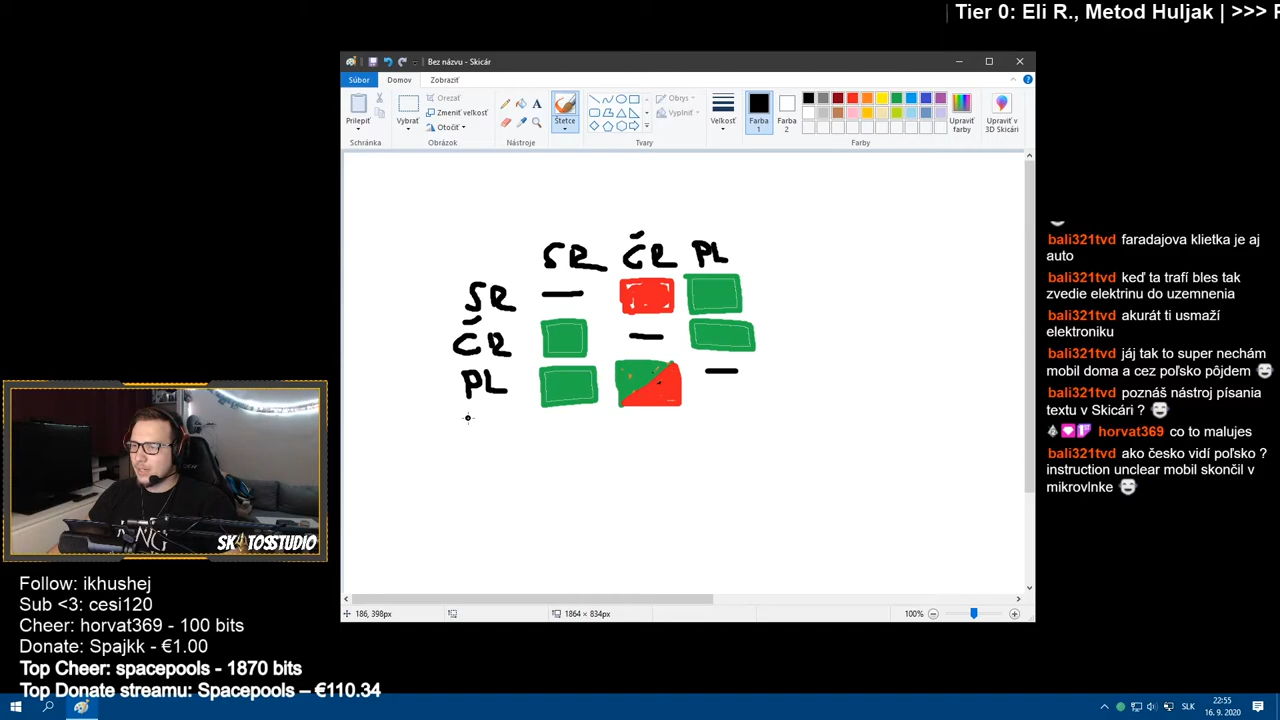 Tier 0: Eli R., Metod Huljak | >>>
Bez názvu - Skicár
Súbor Domov Zobraziť
Prilepiť
Schránka
Vybrať
Orezať
Zmeniť veľkosť
Otočiť
Obrázok
A
Nástroje
Štetce
Obrys
Vyplniť
Tvary
Veľkosť
Farba 1
Farba 2
Upraviť farby
Upraviť v 3D Skicári
Farby
SR ČR PL
SR
ČR
PL
186, 398px
1864 × 834px
100%
bali321tvd faradajova klietka je aj
auto
bali321tvd keď ta trafí bles tak
zvedie elektrinu do uzemnenia
bali321tvd akurát ti usmaží
elektroniku
bali321tvd jáj tak to super nechám
mobil doma a cez poľsko pôjdem
bali321tvd poznáš nástroj písania
textu v Skicári ?
horvat369 co to malujes
bali321tvd ako česko vidí poľsko ?
instruction unclear mobil skončil v
mikrovlnke
SK TOSSTUDIO
Follow: ikhushej
Sub <3: cesi120
Cheer: horvat369 - 100 bits
Donate: Spajkk - €1.00
Top Cheer: spacepools - 1870 bits
Top Donate streamu: Spacepools – €110.34
SLK
22:55
16. 9. 2020